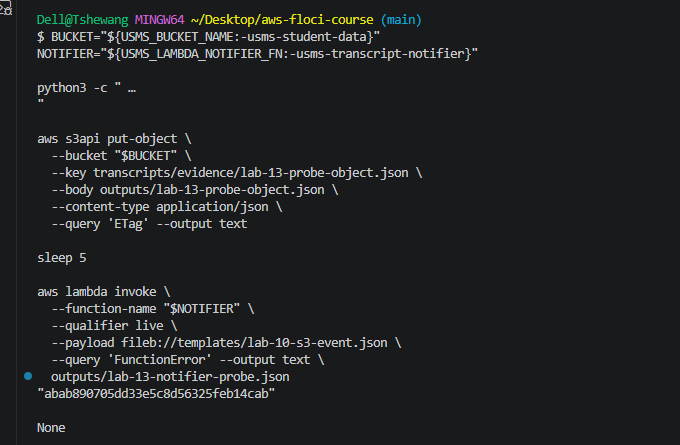 Dell@Tshewang MINGW64 ~/Desktop/aws-floci-course (main)
$ BUCKET="${USMS_BUCKET_NAME:-usms-student-data}"
NOTIFIER="${USMS_LAMBDA_NOTIFIER_FN:-usms-transcript-notifier}"
python3 -c " …
"
aws s3api put-object \
--bucket "$BUCKET" \
--key transcripts/evidence/lab-13-probe-object.json \
--body outputs/lab-13-probe-object.json \
--content-type application/json \
--query 'ETag' --output text
sleep 5
aws lambda invoke \
--function-name "$NOTIFIER" \
--qualifier live \
--payload fileb://templates/lab-10-s3-event.json \
--query 'FunctionError' --output text \
outputs/lab-13-notifier-probe.json
"abab890705dd33e5c8d56325feb14cab"
None